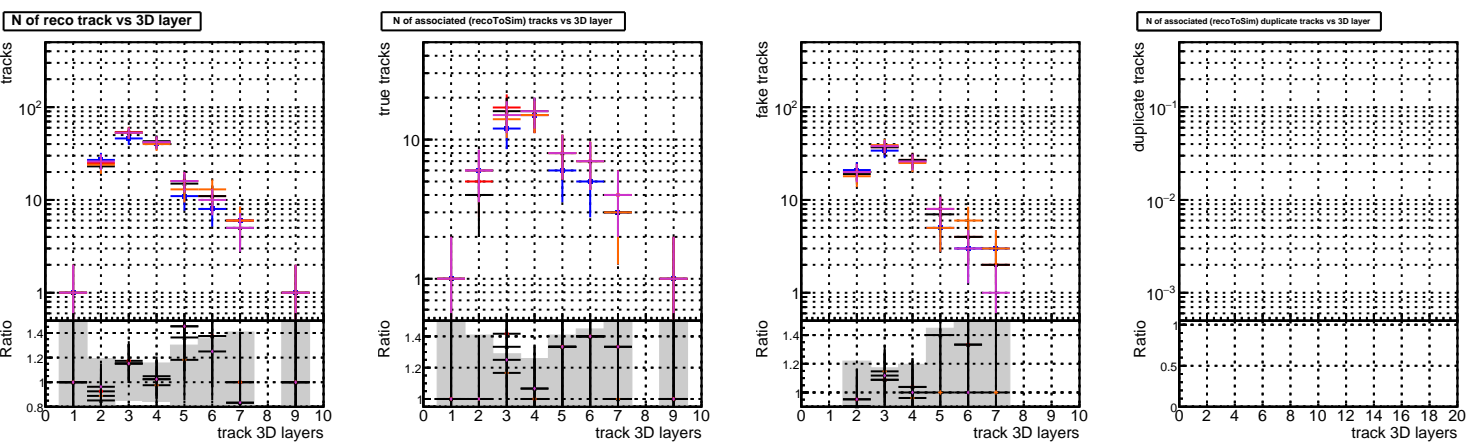 N of reco track vs 3D layer
tracks
10²
10
1
Ratio
1.4
1.2
1
0.8
0 1 2 3 4 5 6 7 8 9 10
track 3D layers
N of associated (recoToSim) tracks vs 3D layer
true tracks
10
1
Ratio
1.4
1.2
1
0 1 2 3 4 5 6 7 8 9 10
track 3D layers
fake tracks
10²
10
1
Ratio
1.4
1.2
1
0 1 2 3 4 5 6 7 8 9 10
track 3D layers
N of associated (recoToSim) duplicate tracks vs 3D layer
duplicate tracks
10⁻¹
10⁻²
10⁻³
Ratio
1
0.5
0
0 2 4 6 8 10 12 14 16 18 20
track 3D layers